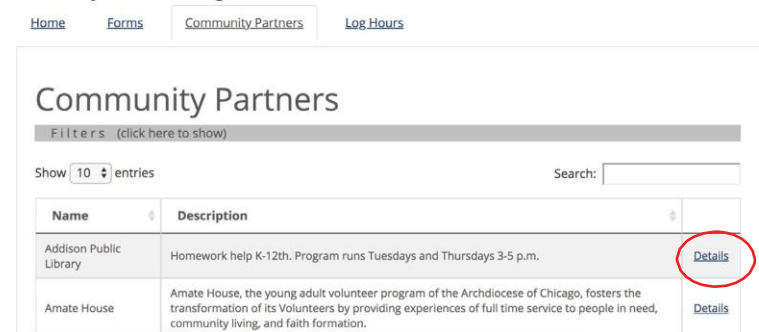 Home Forms Community Partners Log Hours
Community Partners
Filters (click here to show)
Show 10 entries Search:
Name Description
Addison Public
Library
Homework help K-12th. Program runs Tuesdays and Thursdays 3-5 p.m.
Details
Amate House
Amate House, the young adult volunteer program of the Archdiocese of Chicago, fosters the
transformation of its Volunteers by providing experiences of full time service to people in need,
community living, and faith formation.
Details